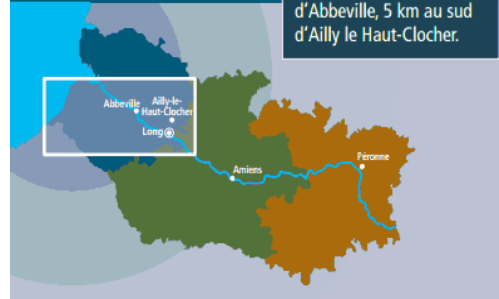 d'Abbeville, 5 km au sud
d'Ailly le Haut-Clocher.
Abbeville
Ailly-le-
Haut-Clocher
Long
Amiens
Péronne